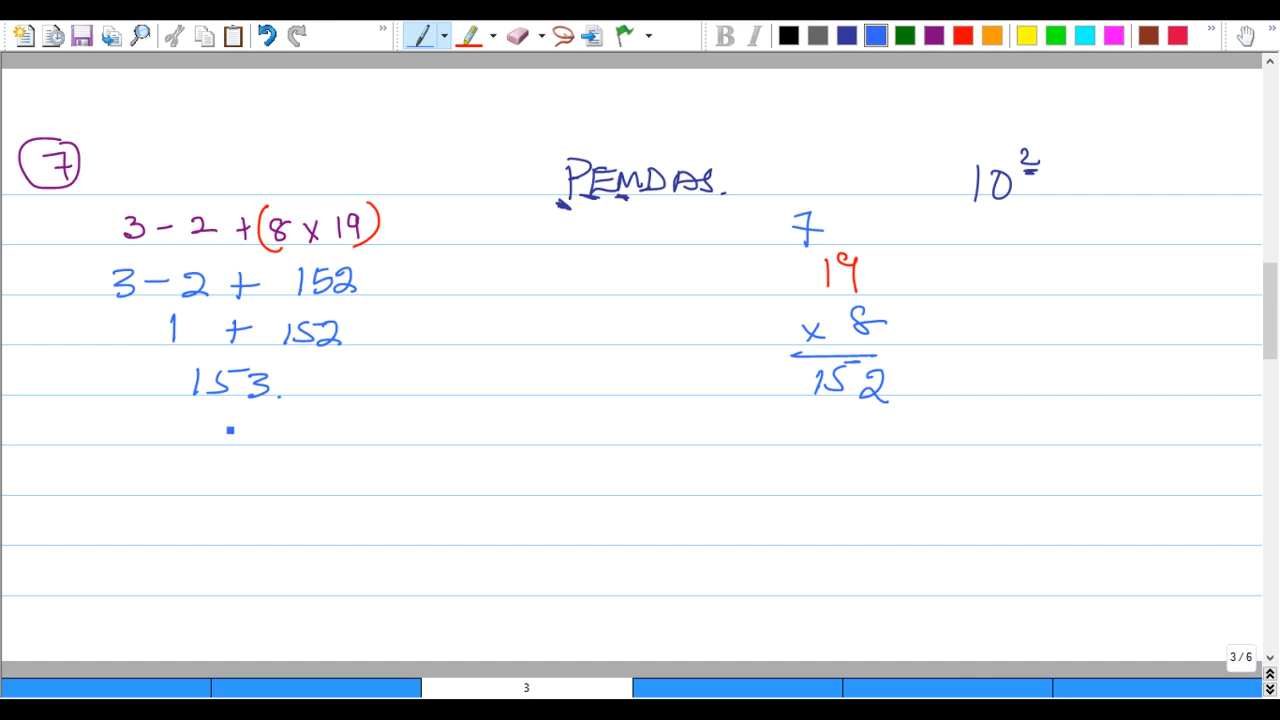 B I
7
PEMDAS.
10²
3 - 2 + (8 x 19)
3 - 2 + 152
1 + 152
153.
7
19
x 8
152
3 / 6
3